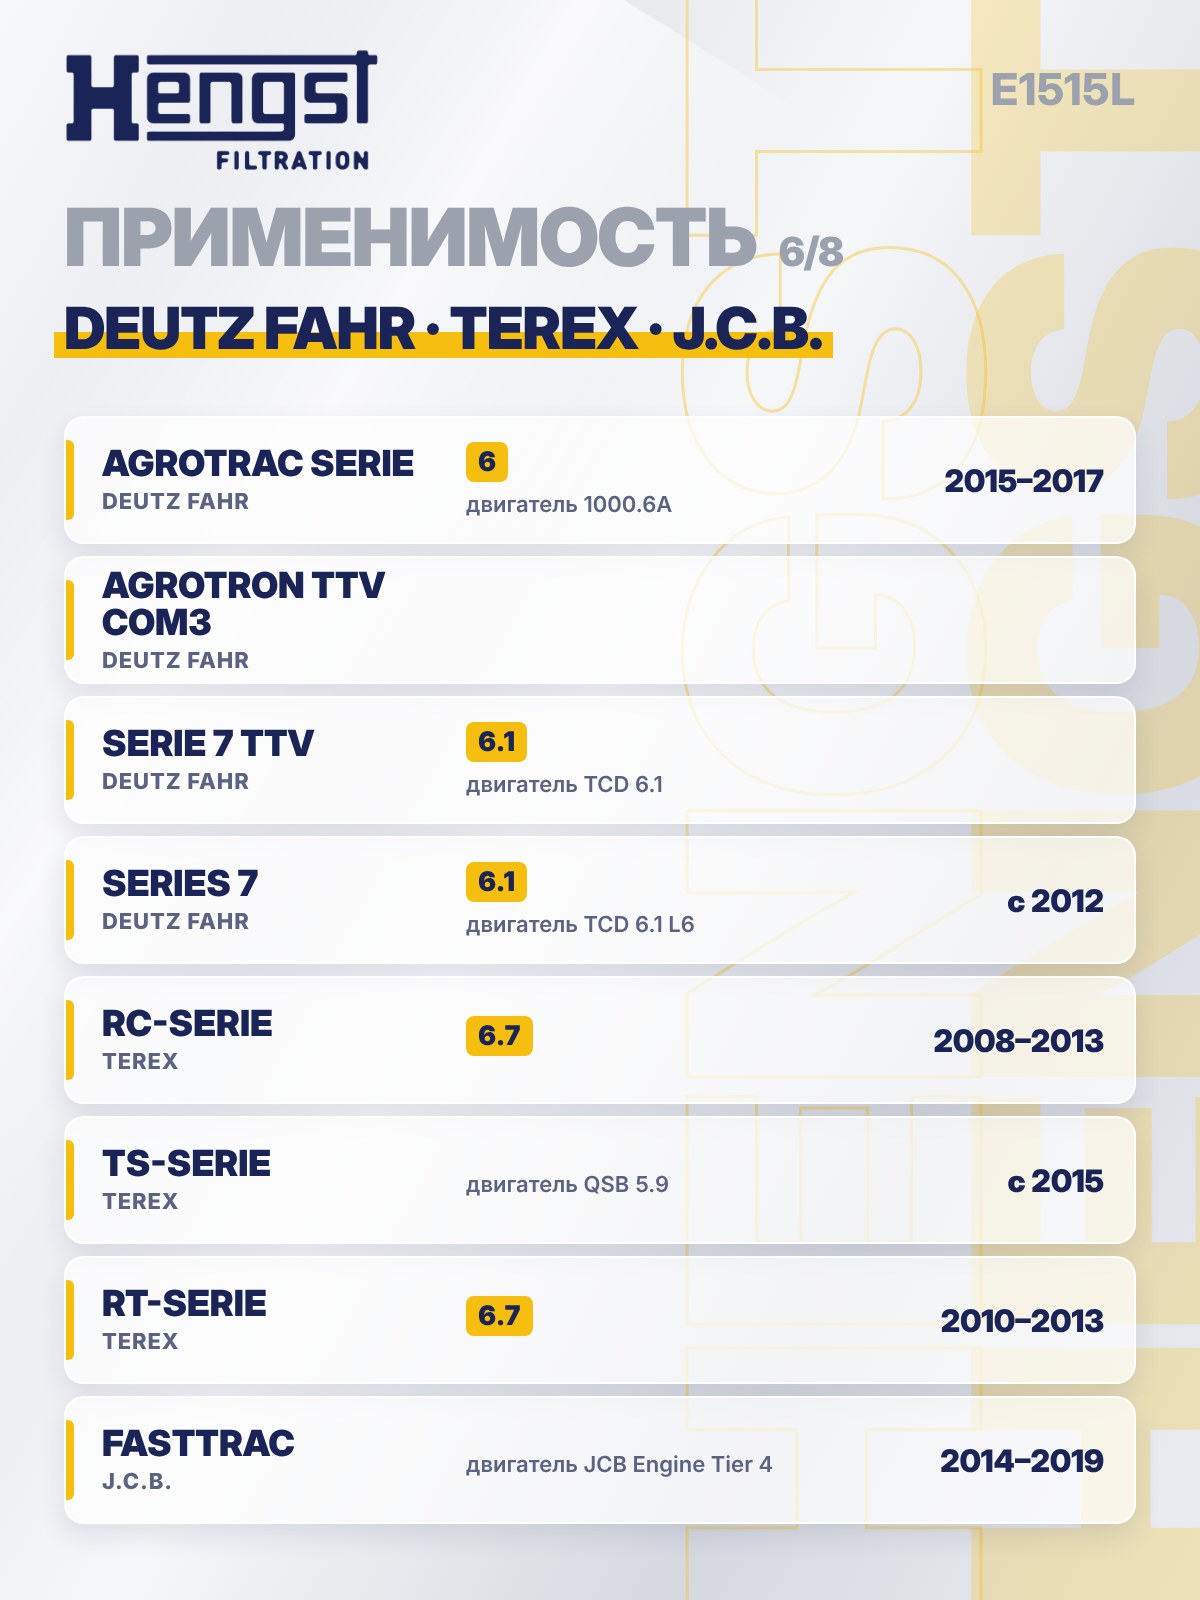 Hengst
FILTRATION
E1515L
ПРИМЕНИМОСТЬ 6/8
DEUTZ FAHR · TEREX · J.C.B.
AGROTRAC SERIE
DEUTZ FAHR
6
двигатель 1000.6A
2015–2017
AGROTRON TTV
COM3
DEUTZ FAHR
SERIE 7 TTV
DEUTZ FAHR
6.1
двигатель TCD 6.1
SERIES 7
DEUTZ FAHR
6.1
двигатель TCD 6.1 L6
с 2012
RC-SERIE
TEREX
6.7
2008–2013
TS-SERIE
TEREX
двигатель QSB 5.9
с 2015
RT-SERIE
TEREX
6.7
2010–2013
FASTTRAC
J.C.B.
двигатель JCB Engine Tier 4
2014–2019
HENGST
HENGST